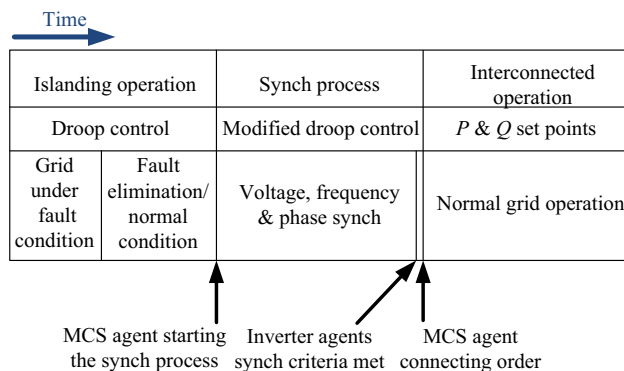 Time
Islanding operation
Synch process
Interconnected
operation
Droop control
Modified droop control
P & Q set points
Grid
under
fault
condition
Fault
elimination/
normal
condition
Voltage, frequency
& phase synch
Normal grid operation
MCS agent starting
the synch process
Inverter agents
synch criteria met
MCS agent
connecting order